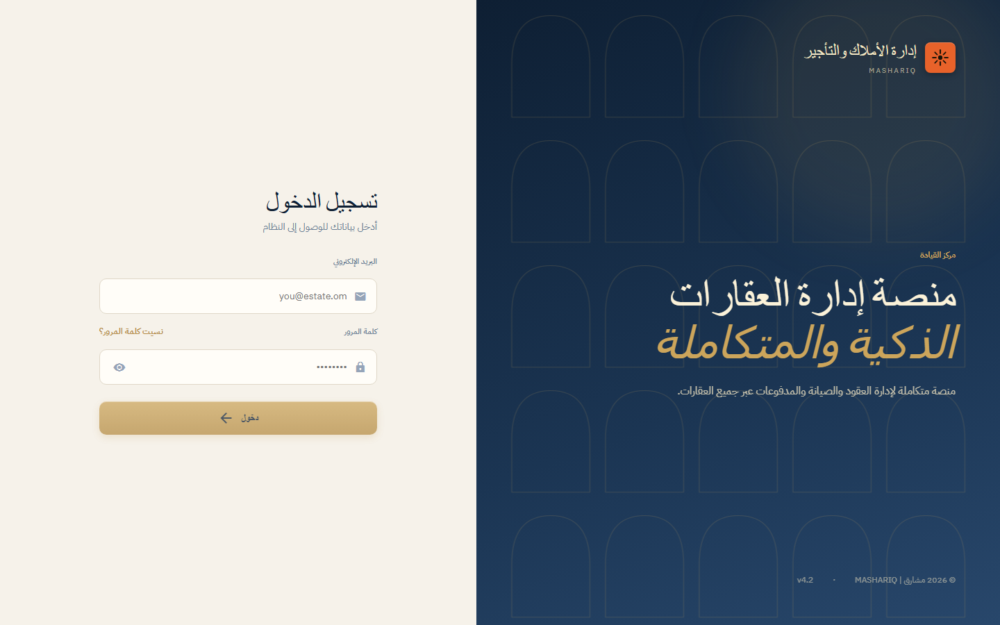 إدارة الأملاك والتأجير
MASHARIQ
مركز القيادة
منصة إدارة العقارات
الذكية والمتكاملة
منصة متكاملة لإدارة العقود والصيانة والمدفوعات عبر جميع العقارات.
© 2026 مشارق | MASHARIQ · v4.2
تسجيل الدخول
أدخل بياناتك للوصول إلى النظام
البريد الإلكتروني
you@estate.om
كلمة المرور نسيت كلمة المرور؟
••••••••
دخول